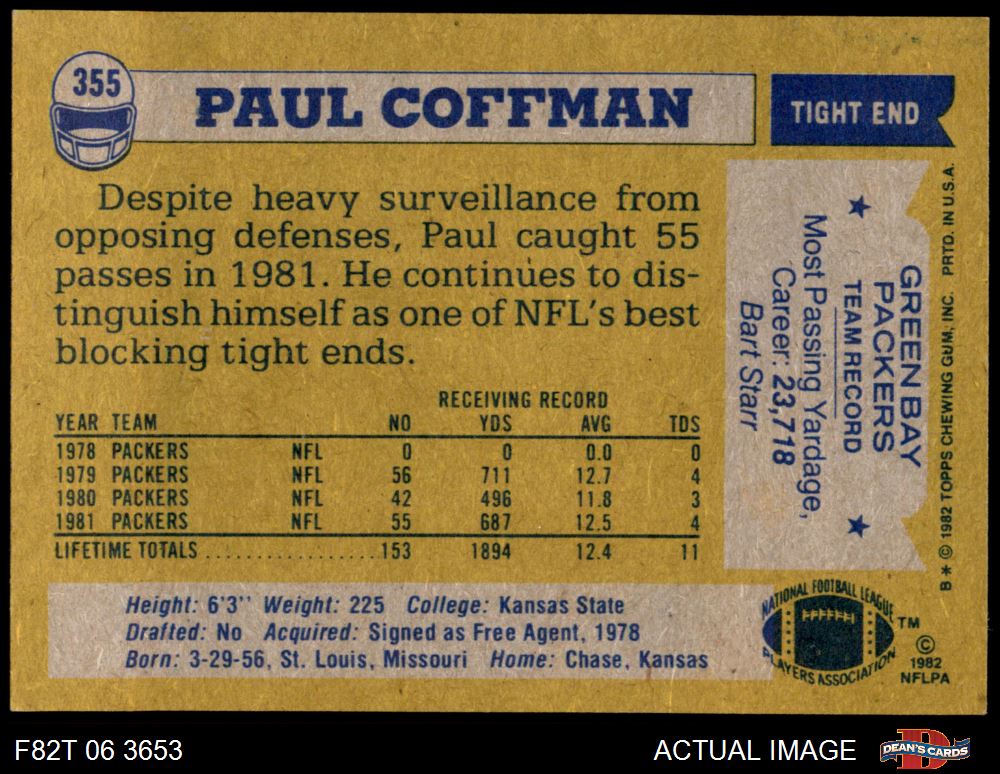 355
PAUL COFFMAN
TIGHT END
Despite heavy surveillance from
opposing defenses, Paul caught 55
passes in 1981. He continues to dis-
tinguish himself as one of NFL's best
blocking tight ends.
RECEIVING RECORD
YEAR TEAM NO YDS AVG TDS
1978 PACKERS NFL 0 0 0.0 0
1979 PACKERS NFL 56 711 12.7 4
1980 PACKERS NFL 42 496 11.8 3
1981 PACKERS NFL 55 687 12.5 4
LIFETIME TOTALS ................. 153 1894 12.4 11
Height: 6'3" Weight: 225 College: Kansas State
Drafted: No Acquired: Signed as Free Agent, 1978
Born: 3-29-56, St. Louis, Missouri Home: Chase, Kansas
GREEN BAY
PACKERS
TEAM RECORD
Most Passing Yardage,
Career: 23,718
Bart Starr
B * © 1982 TOPPS CHEWING GUM, INC. PRTD. IN U.S.A.
NATIONAL FOOTBALL LEAGUE
PLAYERS ASSOCIATION
TM
©
1982
NFLPA
F82T 06 3653
ACTUAL IMAGE
B
DEAN'S CARDS